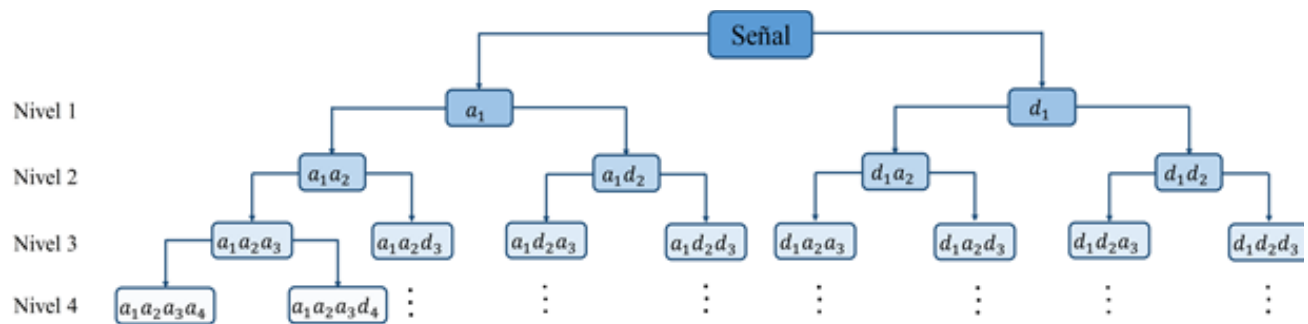 Señal
Nivel 1 a₁ d₁
Nivel 2 a₁a₂ a₁d₂ d₁a₂ d₁d₂
Nivel 3 a₁a₂a₃ a₁a₂d₃ a₁d₂a₃ a₁d₂d₃ d₁a₂a₃ d₁a₂d₃ d₁d₂a₃ d₁d₂d₃
Nivel 4 a₁a₂a₃a₄ a₁a₂a₃d₄